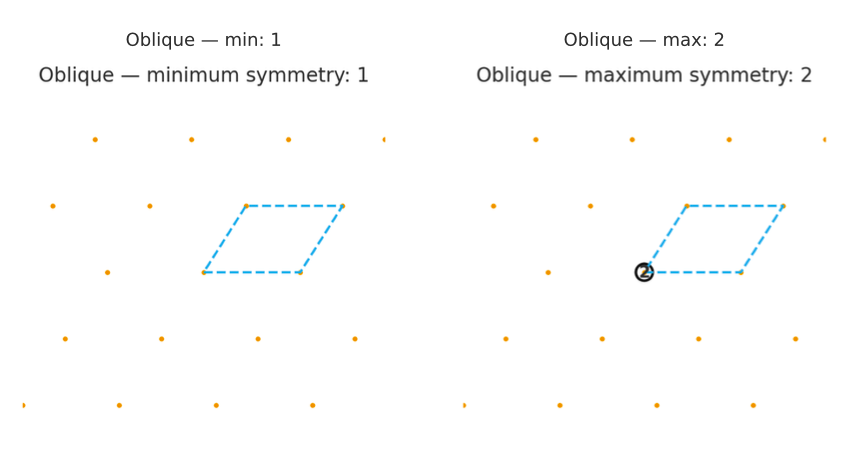 Oblique — min: 1
Oblique — max: 2
Oblique — minimum symmetry: 1
Oblique — maximum symmetry: 2
2